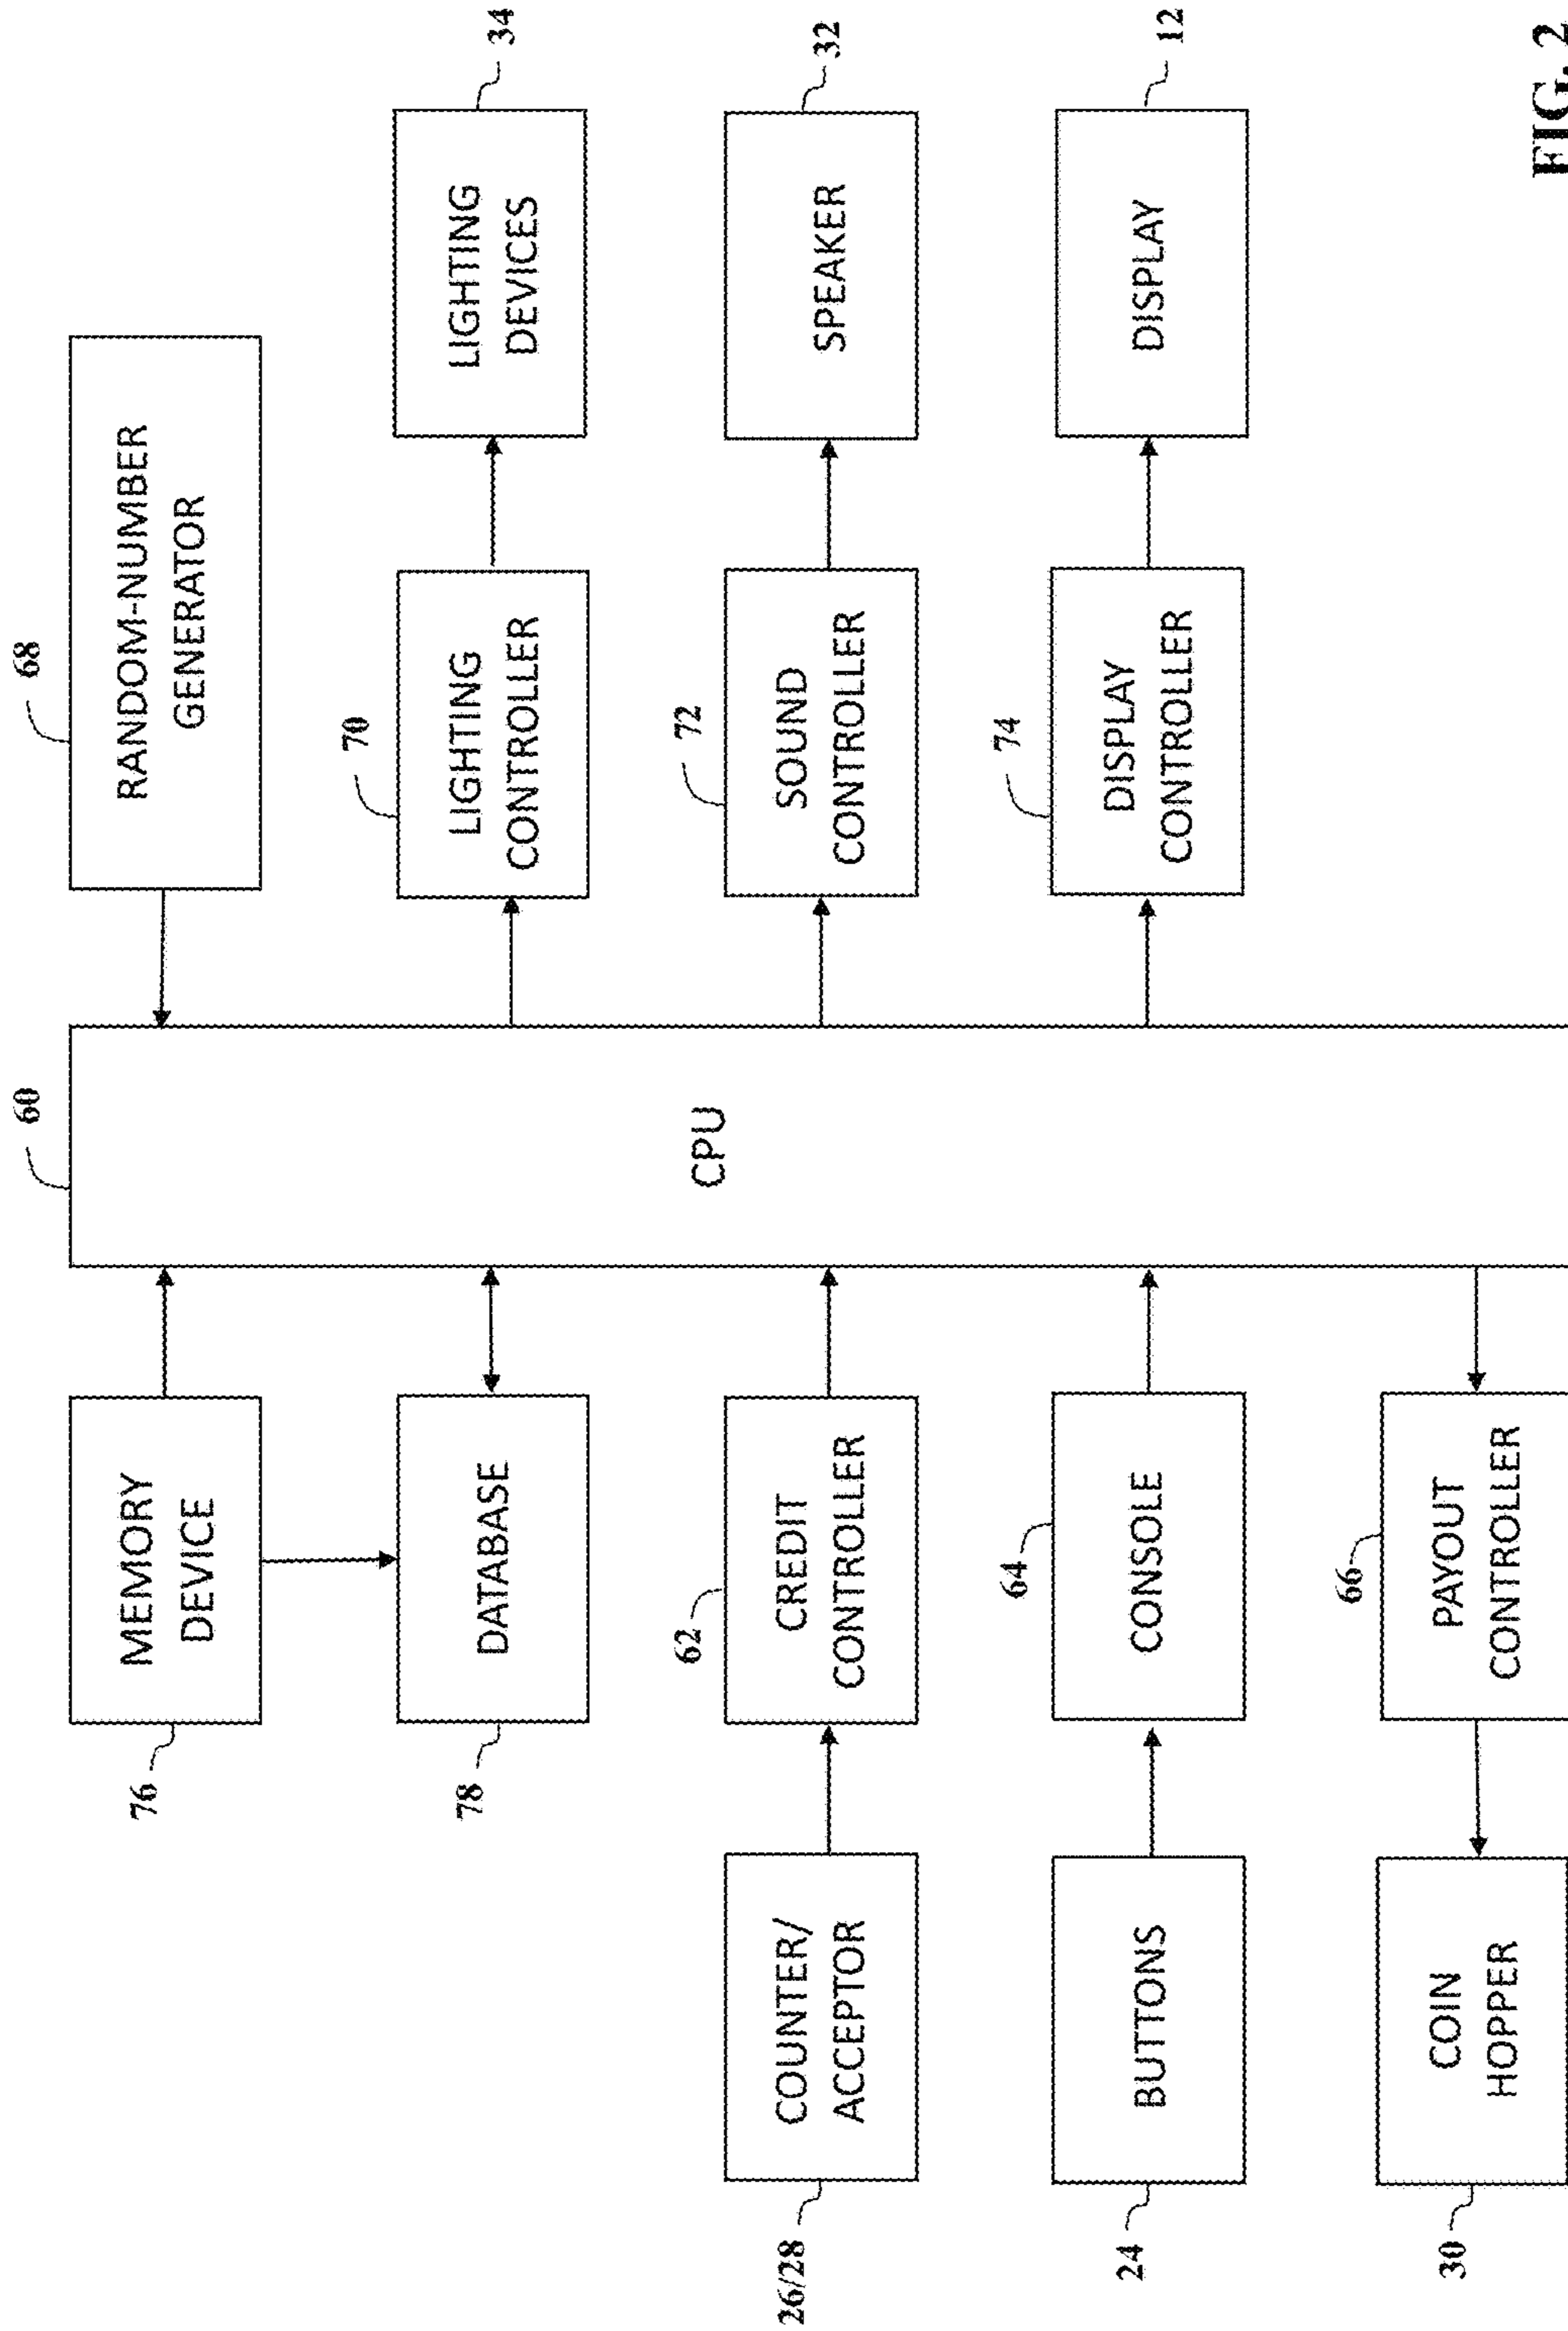 60
68
MEMORY
DEVICE
76
CPU
RANDOM-NUMBER
GENERATOR
DATABASE
78
70
LIGHTING
CONTROLLER
LIGHTING
DEVICES
34
26/28
COUNTER/
ACCEPTOR
62
CREDIT
CONTROLLER
72
SOUND
CONTROLLER
SPEAKER
32
24
BUTTONS
64
CONSOLE
74
DISPLAY
CONTROLLER
DISPLAY
12
30
COIN
HOPPER
66
PAYOUT
CONTROLLER
FIG. 2